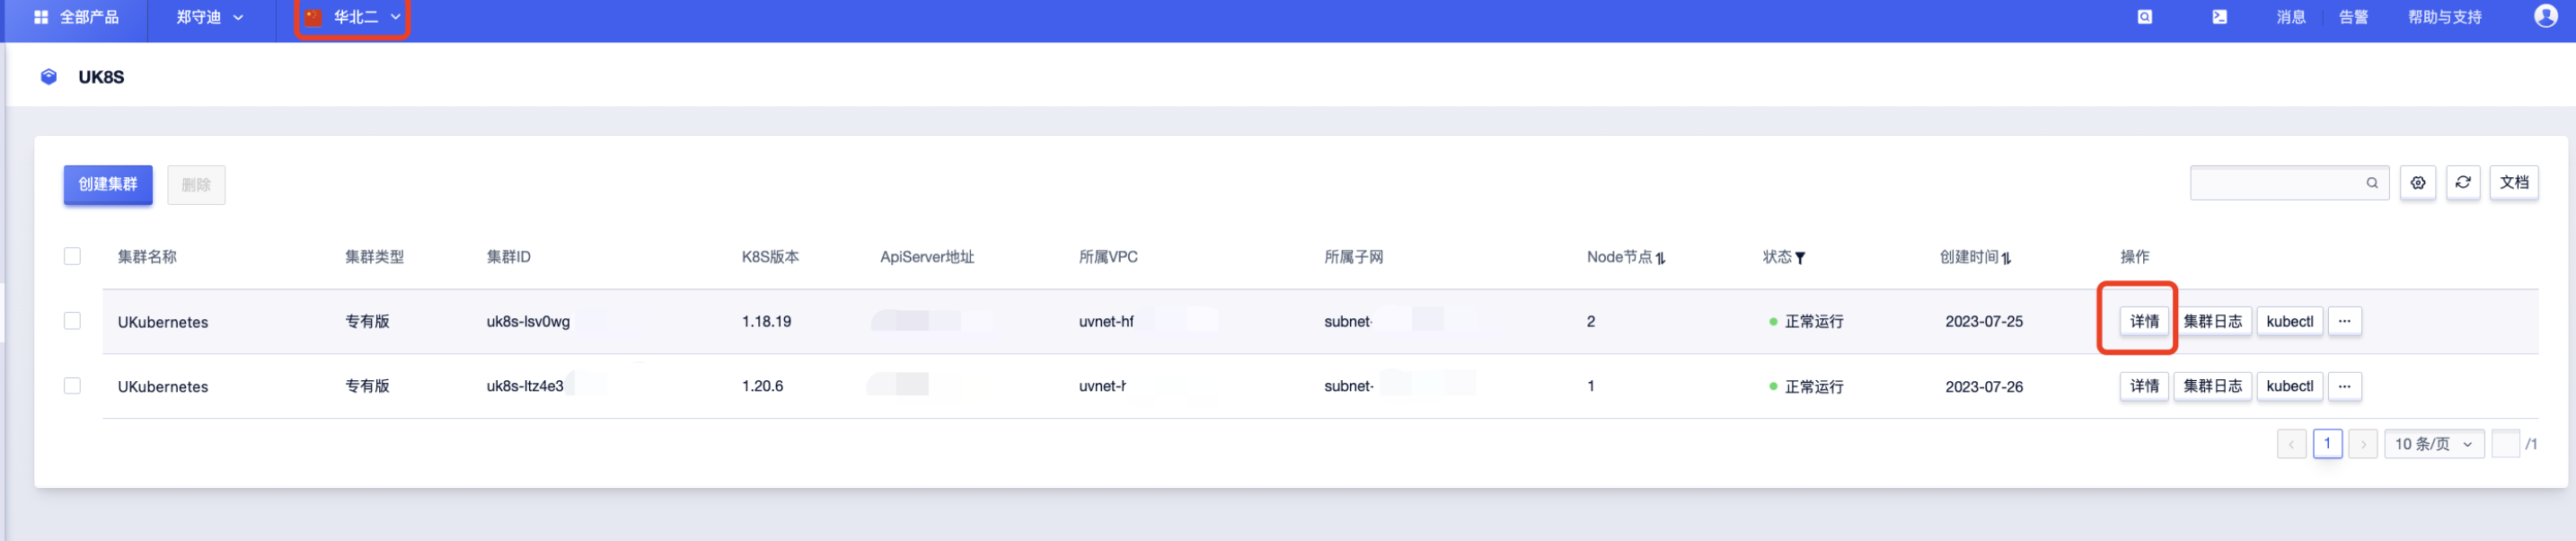 全部产品 郑守迪 华北二 消息 告警 帮助与支持
UK8S
创建集群 删除 文档
集群名称 集群类型 集群ID K8S版本 ApiServer地址 所属VPC 所属子网 Node节点 状态 创建时间 操作
UKubernetes 专有版 uk8s-lsv0wg 1.18.19 uvnet-hf subnet- 2 正常运行 2023-07-25 详情 集群日志 kubectl ...
UKubernetes 专有版 uk8s-ltz4e3 1.20.6 uvnet-h subnet- 1 正常运行 2023-07-26 详情 集群日志 kubectl ...
< 1 > 10 条/页 /1